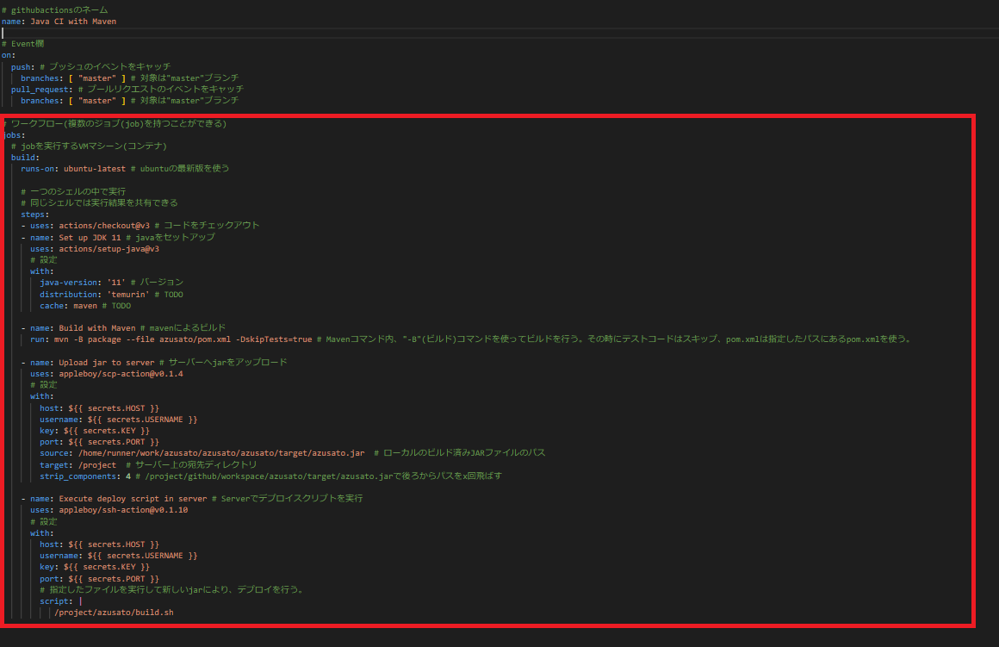 # githubactionsのネーム
name: Java CI with Maven
# Event欄
on:
push: # プッシュのイベントをキャッチ
branches: [ "master" ] # 対象は"master"ブランチ
pull_request: # プールリクエストのイベントをキャッチ
branches: [ "master" ] # 対象は"master"ブランチ
# ワークフロー(複数のジョブ(job)を持つことができる)
jobs:
# jobを実行するVMマシーン(コンテナ)
build:
runs-on: ubuntu-latest # ubuntuの最新版を使う
# 一つのシェルの中で実行
# 同じシェルでは実行結果を共有できる
steps:
- uses: actions/checkout@v3 # コードをチェックアウト
- name: Set up JDK 11 # javaをセットアップ
uses: actions/setup-java@v3
# 設定
with:
java-version: '11' # バージョン
distribution: 'temurin' # TODO
cache: maven # TODO
- name: Build with Maven # mavenによるビルド
run: mvn -B package --file azusato/pom.xml -DskipTests=true # Mavenコマンド内、"-B"(ビルド)コマンドを使ってビルドを行う。その時にテストコードはスキップ、pom.xmlは指定したパスにあるpom.xmlを使う。
- name: Upload jar to server # サーバーへjarをアップロード
uses: appleboy/scp-action@v0.1.4
# 設定
with:
host: ${{ secrets.HOST }}
username: ${{ secrets.USERNAME }}
key: ${{ secrets.KEY }}
port: ${{ secrets.PORT }}
source: /home/runner/work/azusato/azusato/azusato/target/azusato.jar # ローカルのビルド済みJARファイルのパス
target: /project # サーバー上の宛先ディレクトリ
strip_components: 4 # /project/github/workspace/azusato/target/azusato.jarで後ろからパスをx回飛ばす
- name: Execute deploy script in server # Serverでデプロイスクリプトを実行
uses: appleboy/ssh-action@v0.1.10
# 設定
with:
host: ${{ secrets.HOST }}
username: ${{ secrets.USERNAME }}
key: ${{ secrets.KEY }}
port: ${{ secrets.PORT }}
# 指定したファイルを実行して新しいjarにより、デプロイを行う。
script: |
/project/azusato/build.sh